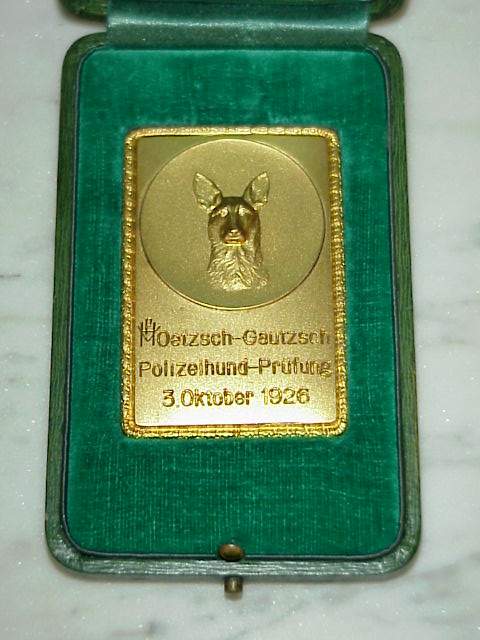 Oetzsch-Gautzsch
Polizeihund-Prüfung
3.Oktober 1926